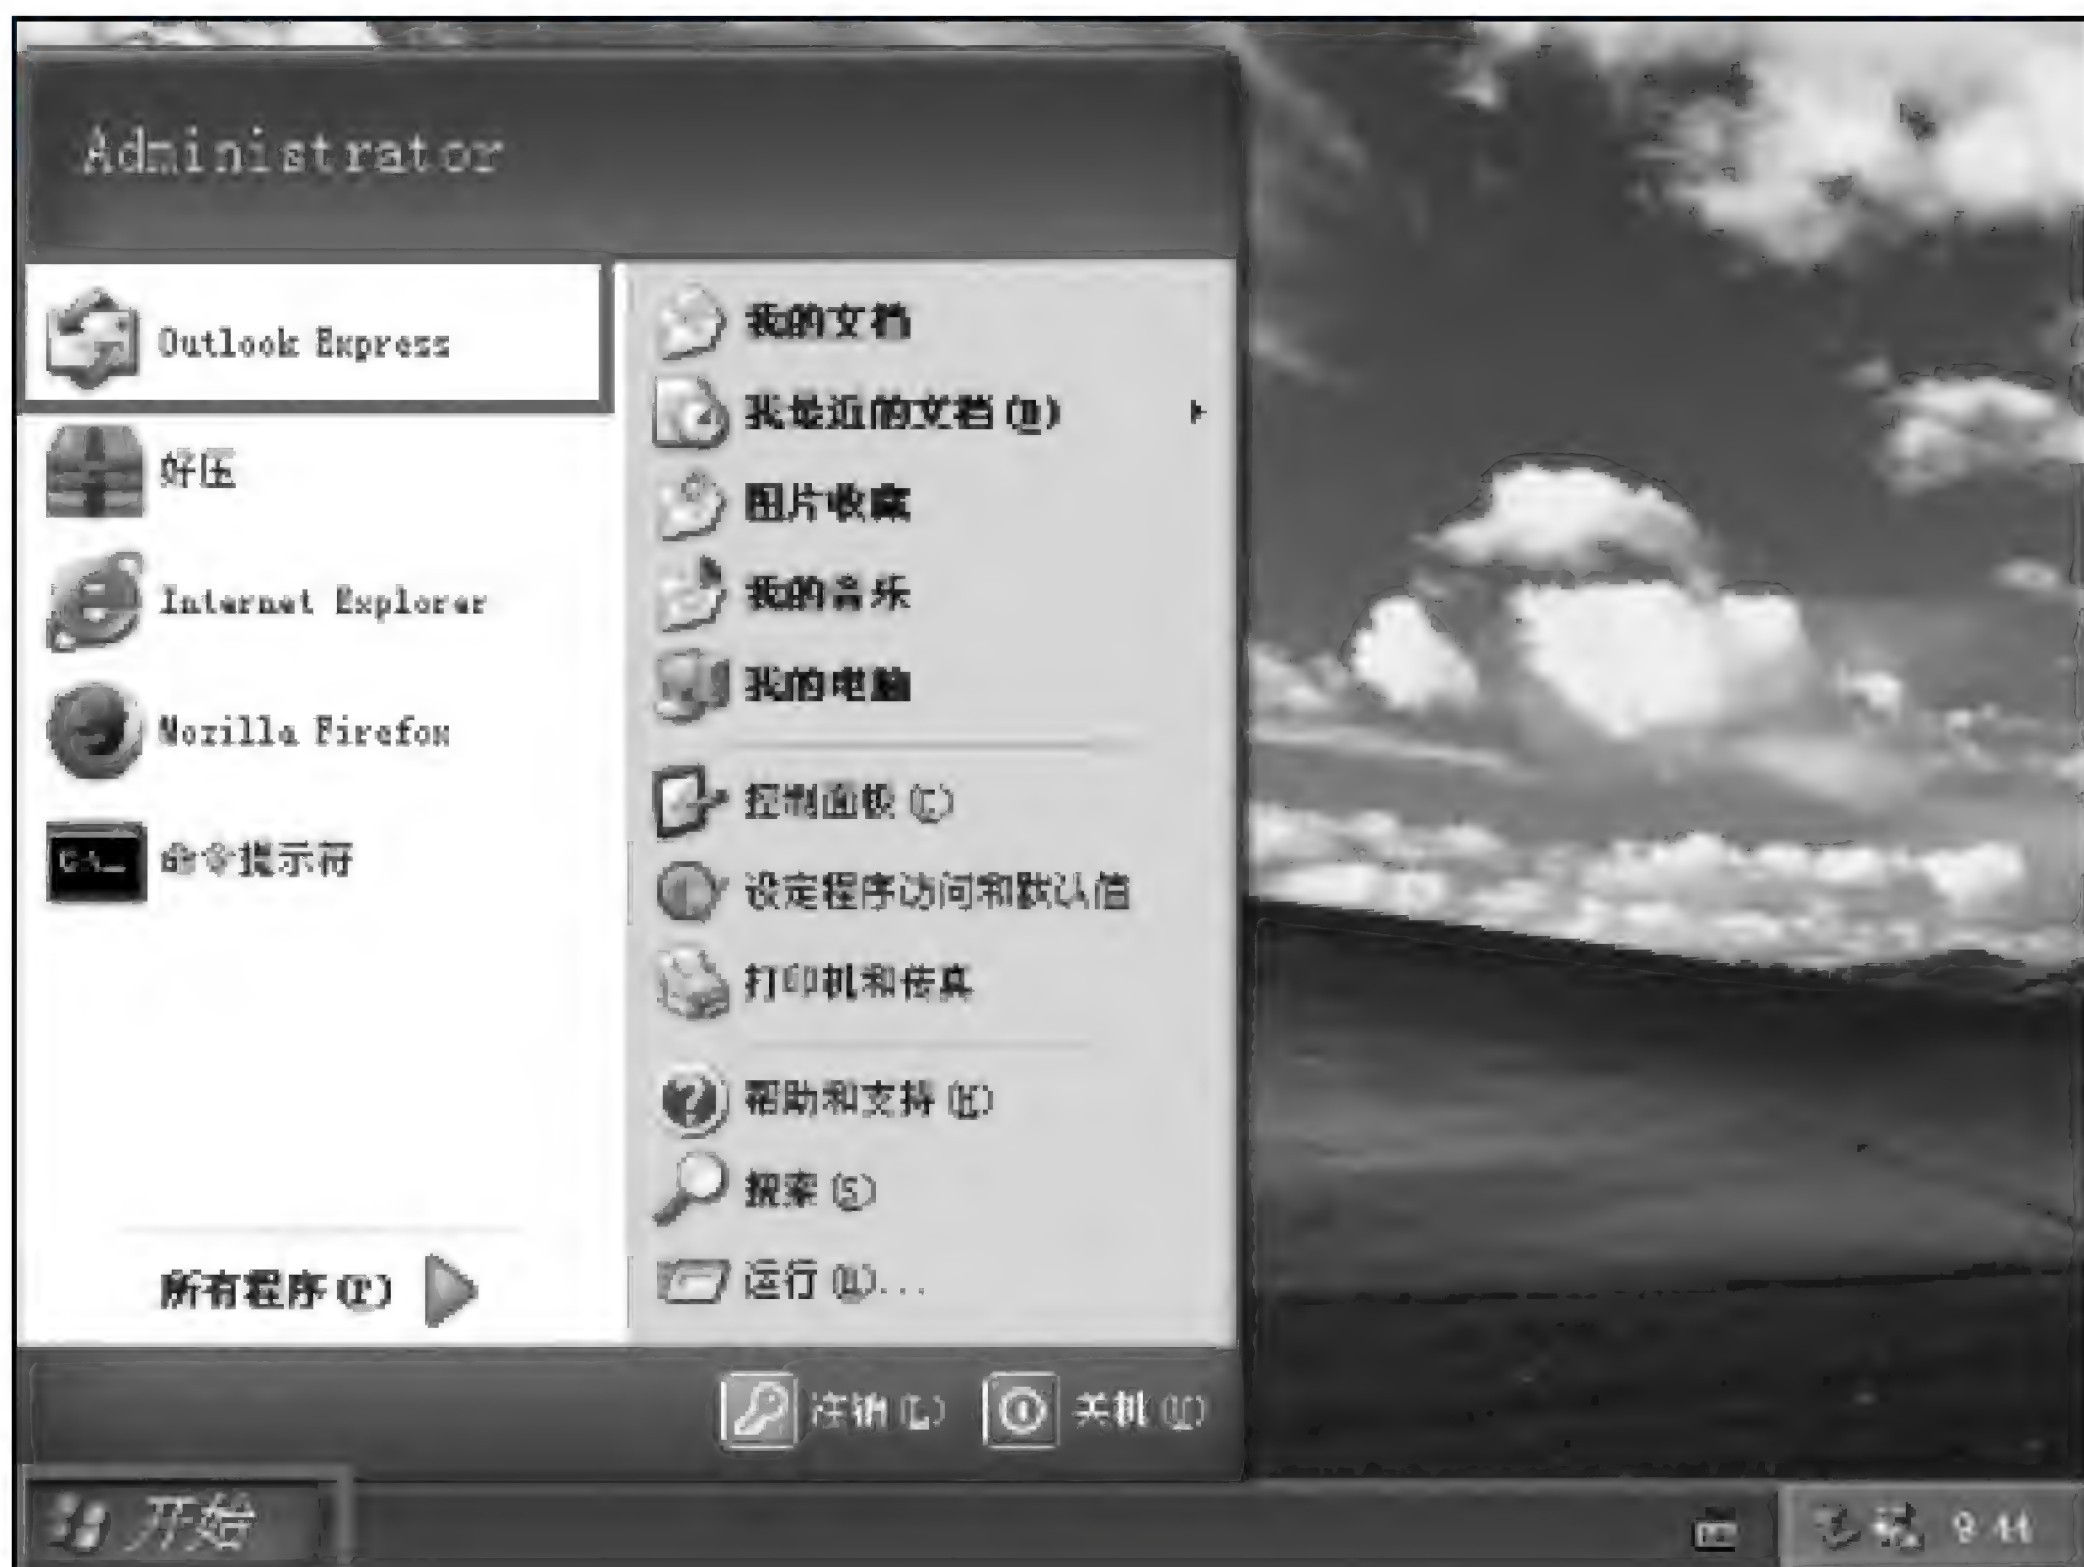 Administrator
Outlook Express
好压
Internet Explorer
Mozilla Firefox
命令提示符
所有程序(P)
我的文档
我最近的文档(D)
图片收藏
我的音乐
我的电脑
控制面板(C)
设定程序访问和默认值
打印机和传真
帮助和支持(H)
搜索(S)
运行(R)...
注销(L)
关机(U)
开始
9:44